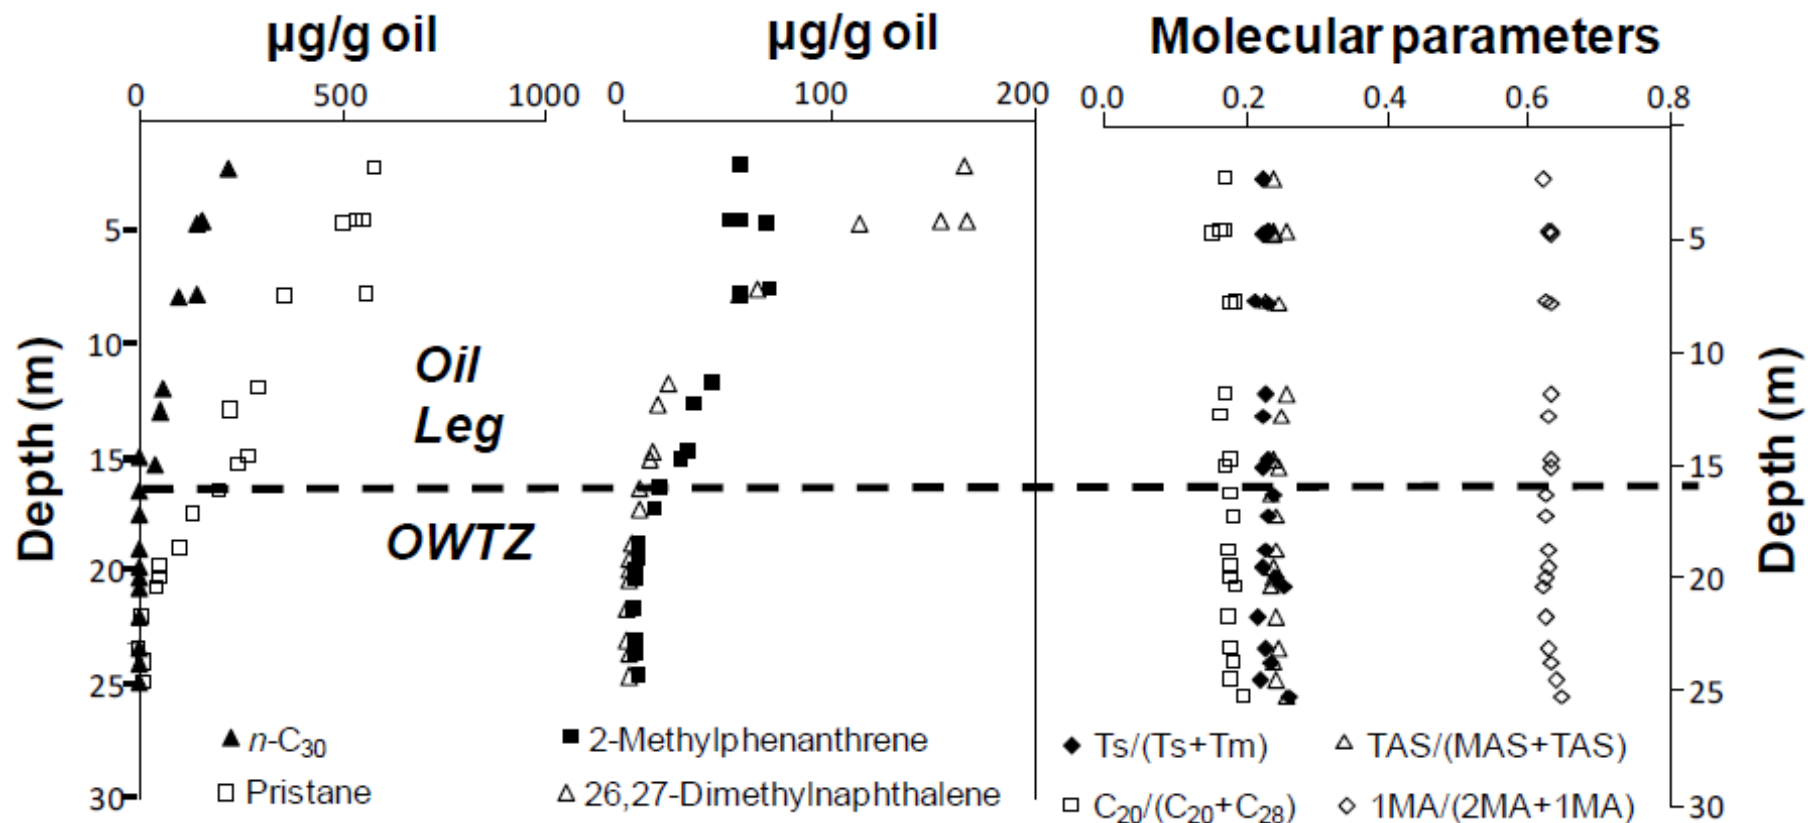 µg/g oil
µg/g oil
Molecular parameters
0 500 1000
0 100 200
0.0 0.2 0.4 0.6 0.8
Depth (m)
5
10
15
20
25
30
Oil
Leg
OWTZ
5
10
15
20
25
30
Depth (m)
n-C30
Pristane
2-Methylphenanthrene
26,27-Dimethylnaphthalene
Ts/(Ts+Tm)
TAS/(MAS+TAS)
C20/(C20+C28)
1MA/(2MA+1MA)